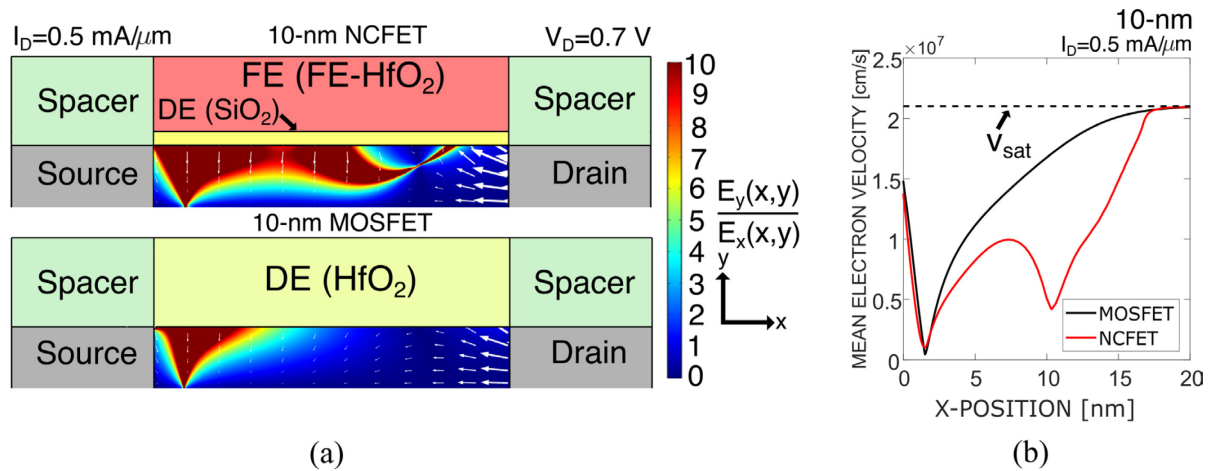 I_D=0.5 mA/μm 10-nm NCFET V_D=0.7 V
Spacer
FE (FE-HfO₂)
DE (SiO₂)
Spacer
Source
Drain
10-nm MOSFET
Spacer
DE (HfO₂)
Spacer
Source
Drain
10
9
8
7
6
5
4
3
2
1
0
E_y(x,y)
E_x(x,y)
y
x
(a)
10-nm
I_D=0.5 mA/μm
×10⁷
MEAN ELECTRON VELOCITY [cm/s]
2.5
2
1.5
1
0.5
0
V_sat
MOSFET
NCFET
0 5 10 15 20
X-POSITION [nm]
(b)